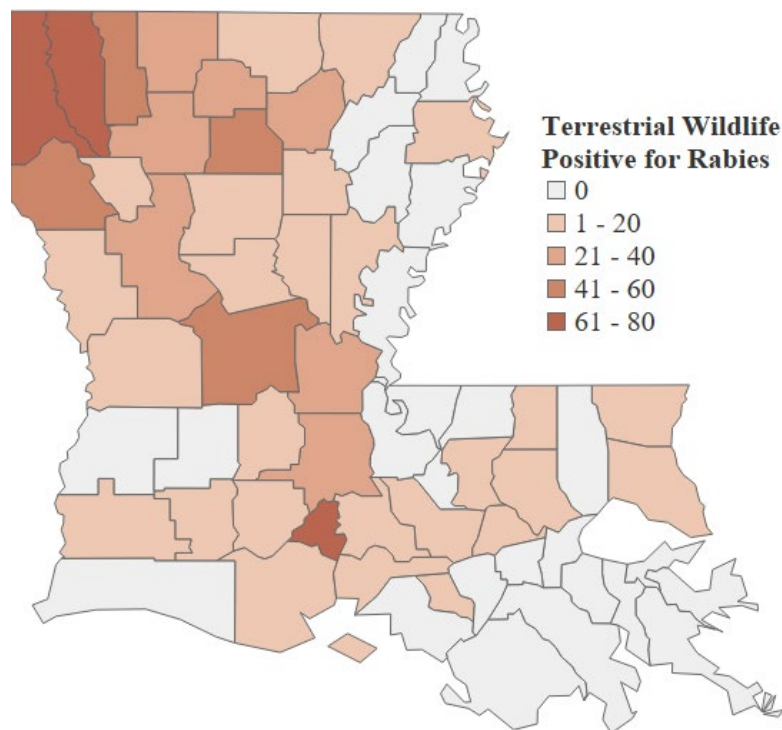 Terrestrial Wildlife
Positive for Rabies
0
1 - 20
21 - 40
41 - 60
61 - 80